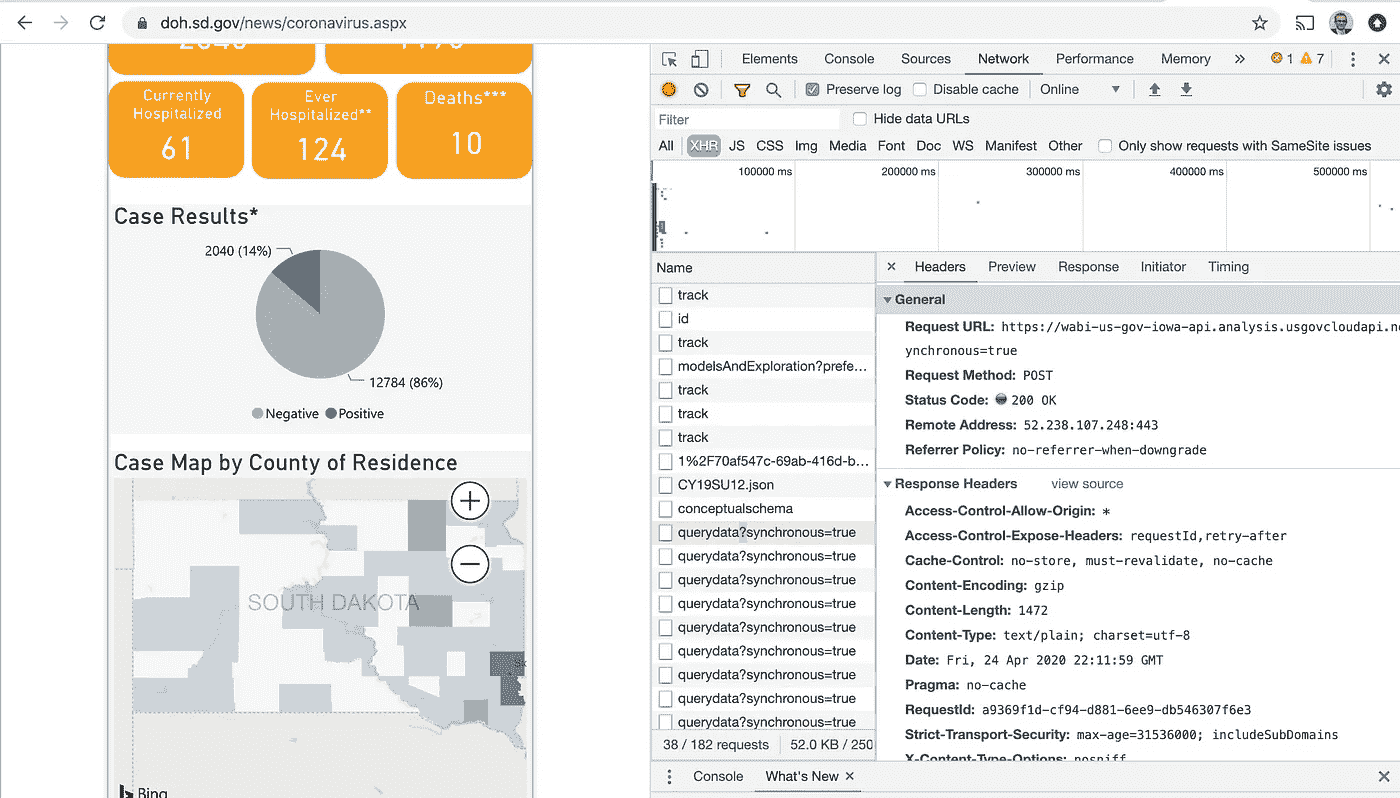 doh.sd.gov/news/coronavirus.aspx
Currently
Hospitalized
61
Ever
Hospitalized**
124
Deaths***
10
Case Results*
2040 (14%)
12784 (86%)
Negative
Positive
Case Map by County of Residence
SOUTH DAKOTA
Bing
Elements Console Sources Network Performance Memory » 1 7
Preserve log Disable cache Online
Filter Hide data URLs
All XHR JS CSS Img Media Font Doc WS Manifest Other Only show requests with SameSite issues
100000 ms 200000 ms 300000 ms 400000 ms 500000 ms
Name
track
id
track
modelsAndExploration?prefe...
track
track
track
1%2F70af547c-69ab-416d-b...
CY19SU12.json
conceptualschema
querydata?synchronous=true
querydata?synchronous=true
querydata?synchronous=true
querydata?synchronous=true
querydata?synchronous=true
querydata?synchronous=true
querydata?synchronous=true
querydata?synchronous=true
querydata?synchronous=true
38 / 182 requests 52.0 KB / 250
Headers Preview Response Initiator Timing
General
Request URL: https://wabi-us-gov-iowa-api.analysis.usgovcloudapi.ne
ynchronous=true
Request Method: POST
Status Code: 200 OK
Remote Address: 52.238.107.248:443
Referrer Policy: no-referrer-when-downgrade
Response Headers view source
Access-Control-Allow-Origin: *
Access-Control-Expose-Headers: requestId,retry-after
Cache-Control: no-store, must-revalidate, no-cache
Content-Encoding: gzip
Content-Length: 1472
Content-Type: text/plain; charset=utf-8
Date: Fri, 24 Apr 2020 22:11:59 GMT
Pragma: no-cache
RequestId: a9369f1d-cf94-d881-6ee9-db546307f6e3
Strict-Transport-Security: max-age=31536000; includeSubDomains
X-Content-Type-Options: nosniff
Console What's New